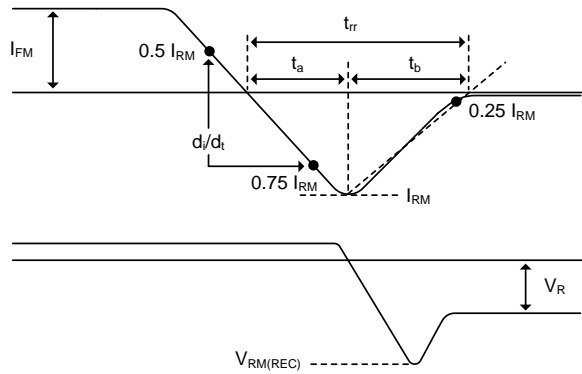 I_FM
0.5 I_RM
t_rr
t_a
t_b
d_i/d_t
0.25 I_RM
0.75 I_RM
I_RM
V_R
V_RM(REC)